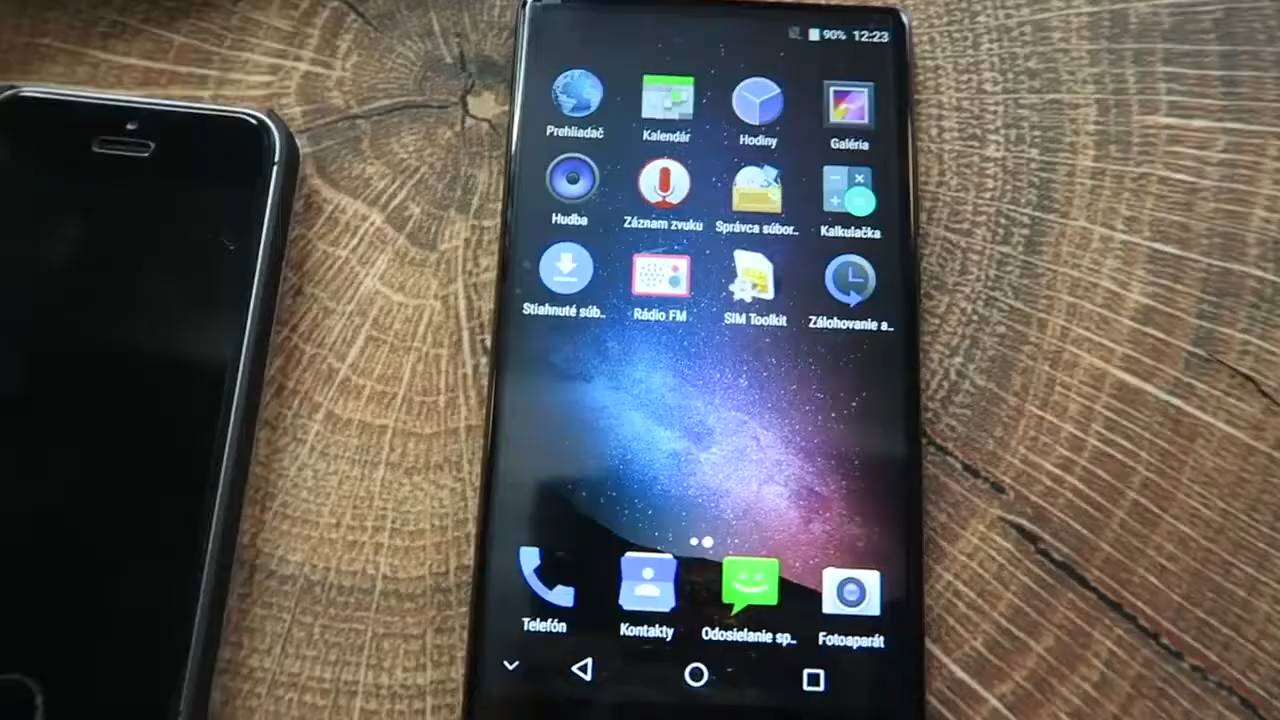 90% 12:23
Prehliadač Kalendár Hodiny Galéria
Hudba Záznam zvuku Správca súbor.. Kalkulačka
Stiahnuté súb.. Rádio FM SIM Toolkit Zálohovanie a..
Telefón Kontakty Odosielanie sp.. Fotoaparát